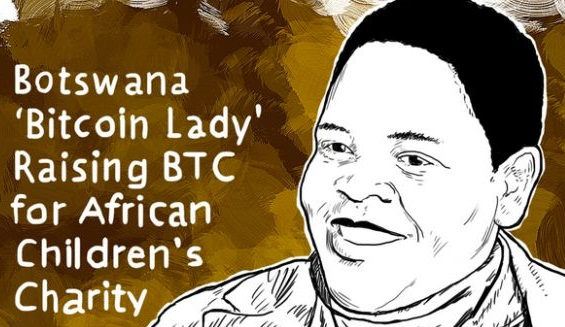 Botswana
‘Bitcoin Lady'
Raising BTC
for African
Children's
Charity